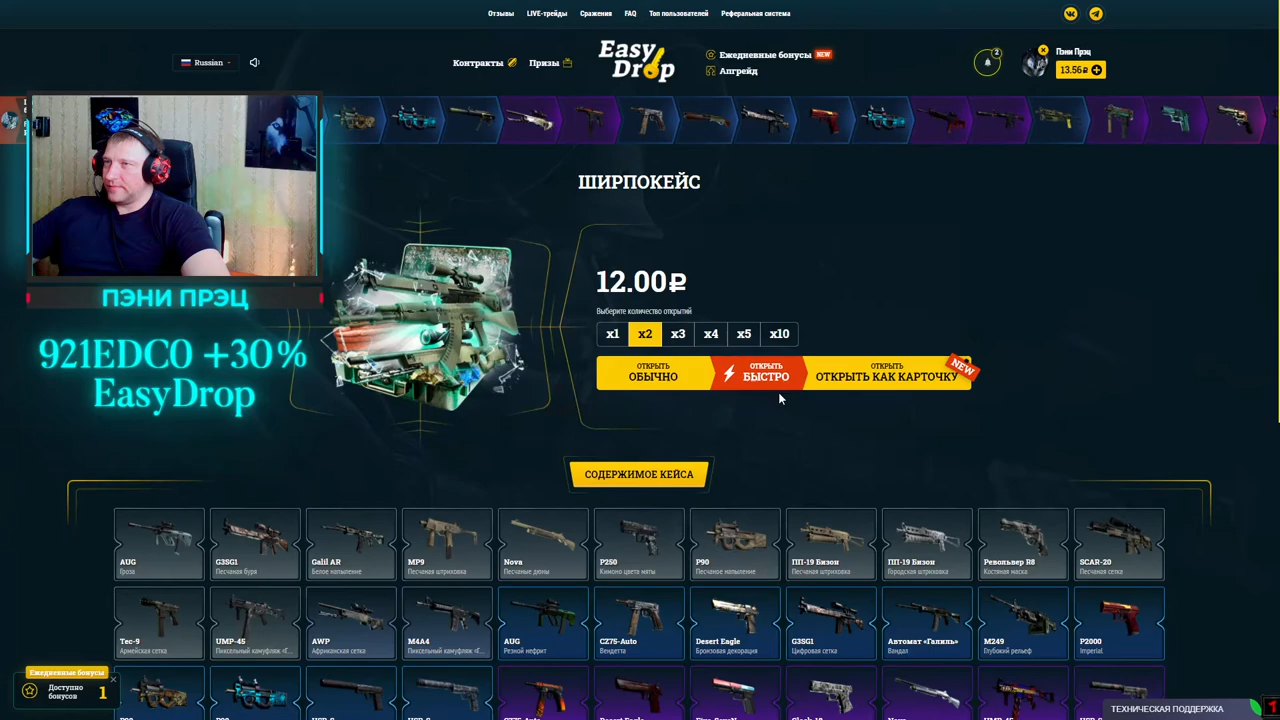 Отзывы
LIVE-трейды
Сражения
FAQ
Топ пользователей
Реферальная система
Russian
Контракты
Призы
Easy Drop
Ежедневные бонусы NEW
Апгрейд
2
Пэни Прэц
13.56₽
ПЭНИ ПРЭЦ
921EDC0 +30%
EasyDrop
ШИРПОКЕЙС
12.00₽
Выберите количество открытий
x1
x2
x3
x4
x5
x10
ОТКРЫТЬ
ОБЫЧНО
ОТКРЫТЬ
БЫСТРО
ОТКРЫТЬ
ОТКРЫТЬ КАК КАРТОЧКУ
NEW
СОДЕРЖИМОЕ КЕЙСА
AUG
Гроза
G3SG1
Песчаная буря
Galil AR
Белое напыление
MP9
Песчаная штриховка
Nova
Песчаные дюны
P250
Кимоно цвета мяты
P90
Песчаное напыление
ПП-19 Бизон
Песчаная штриховка
ПП-19 Бизон
Городская штриховка
Револьвер R8
Костяная маска
SCAR-20
Песчаная сетка
Tec-9
Армейская сетка
UMP-45
Пиксельный камуфляж «Г...
AWP
Африканская сетка
M4A4
Пиксельный камуфляж «Г...
AUG
Резной нефрит
CZ75-Auto
Вендетта
Desert Eagle
Бронзовая декорация
G3SG1
Цифровая сетка
Автомат «Галиль»
Вандал
M249
Глубокий рельеф
P2000
Imperial
Ежедневные бонусы
Доступно
бонусов
1
ТЕХНИЧЕСКАЯ ПОДДЕРЖКА
1